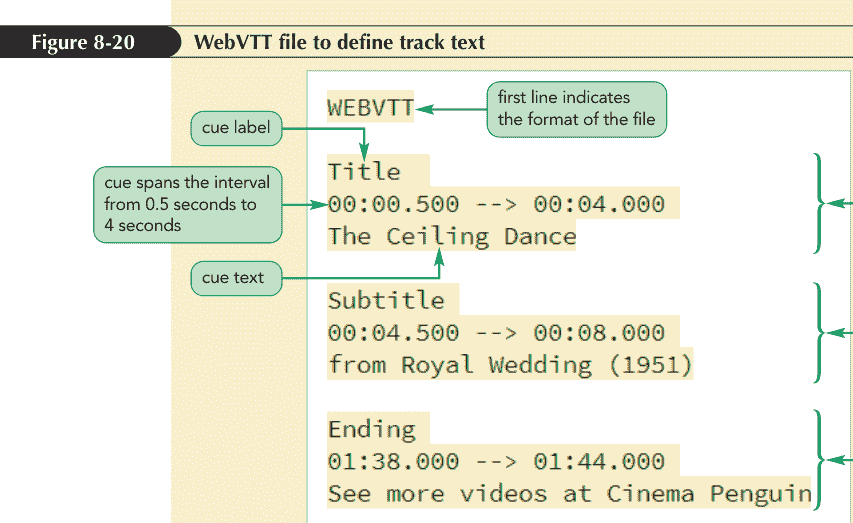 Figure 8-20
WebVTT file to define track text
WEBVTT
first line indicates
the format of the file
cue label
Title
cue spans the interval
from 0.5 seconds to
4 seconds
00:00.500 --> 00:04.000
The Ceiling Dance
cue text
Subtitle
00:04.500 --> 00:08.000
from Royal Wedding (1951)
Ending
01:38.000 --> 01:44.000
See more videos at Cinema Penguin